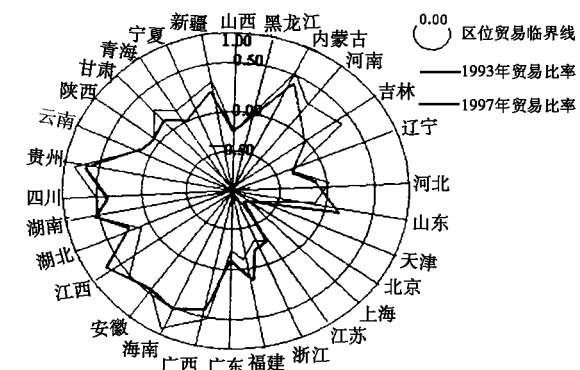 0.00
区位贸易临界线
1993年贸易比率
1997年贸易比率
1.00
0.50
0.00
-0.50
山西
黑龙江
内蒙古
河南
吉林
辽宁
河北
山东
天津
北京
上海
江苏
浙江
福建
广东
广西
海南
安徽
江西
湖北
湖南
四川
贵州
云南
陕西
甘肃
青海
宁夏
新疆